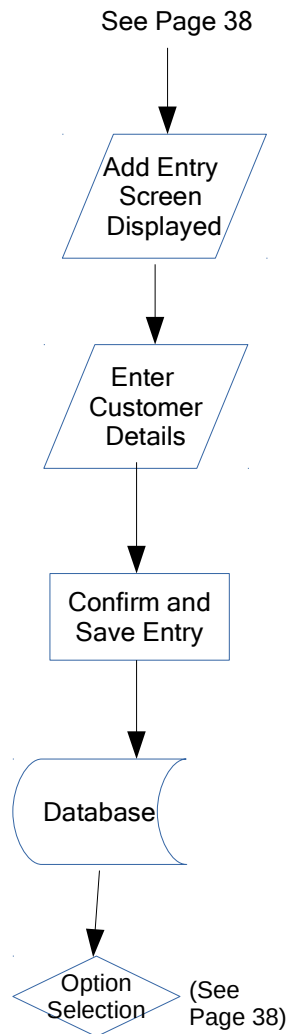 See Page 38
Add Entry
Screen
Displayed
Enter
Customer
Details
Confirm and
Save Entry
Database
Option
Selection
(See
Page 38)